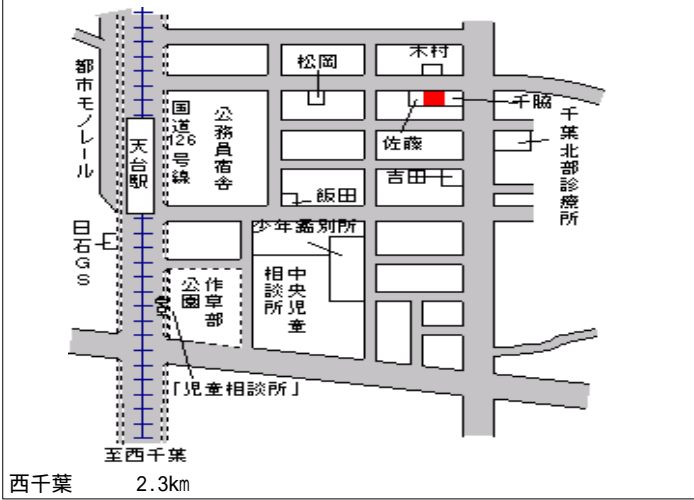 木村
松岡
都市モノレール
国道126号線
公務員宿舎
千脇
千葉北部診療所
佐藤
天台駅
吉田
飯田
少年鑑別所
日石GS
作草部公園
中央児童相談所
「児童相談所」
至西千葉
西千葉 2.3km